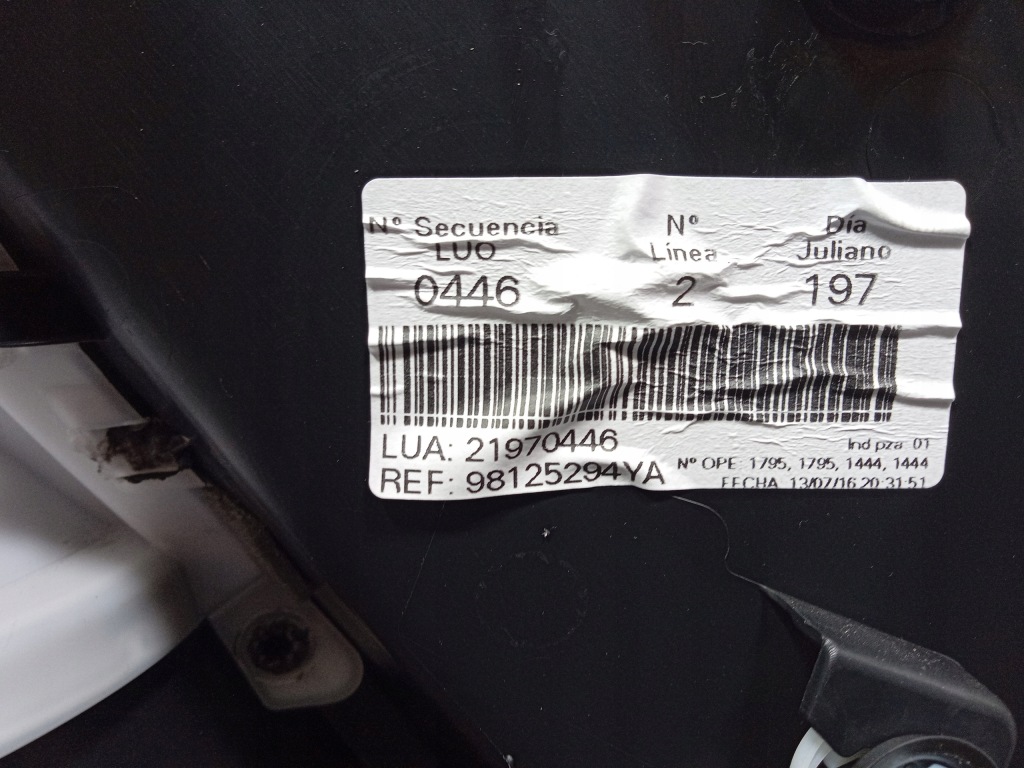 Nº Secuencia Nº Día
LUO Línea Juliano
0446 2 197
LUA: 21970446
REF: 98125294YA
Ind pza: 01
Nº OPE: 1795, 1795, 1444, 1444
FECHA 13/07/16 20:31:51